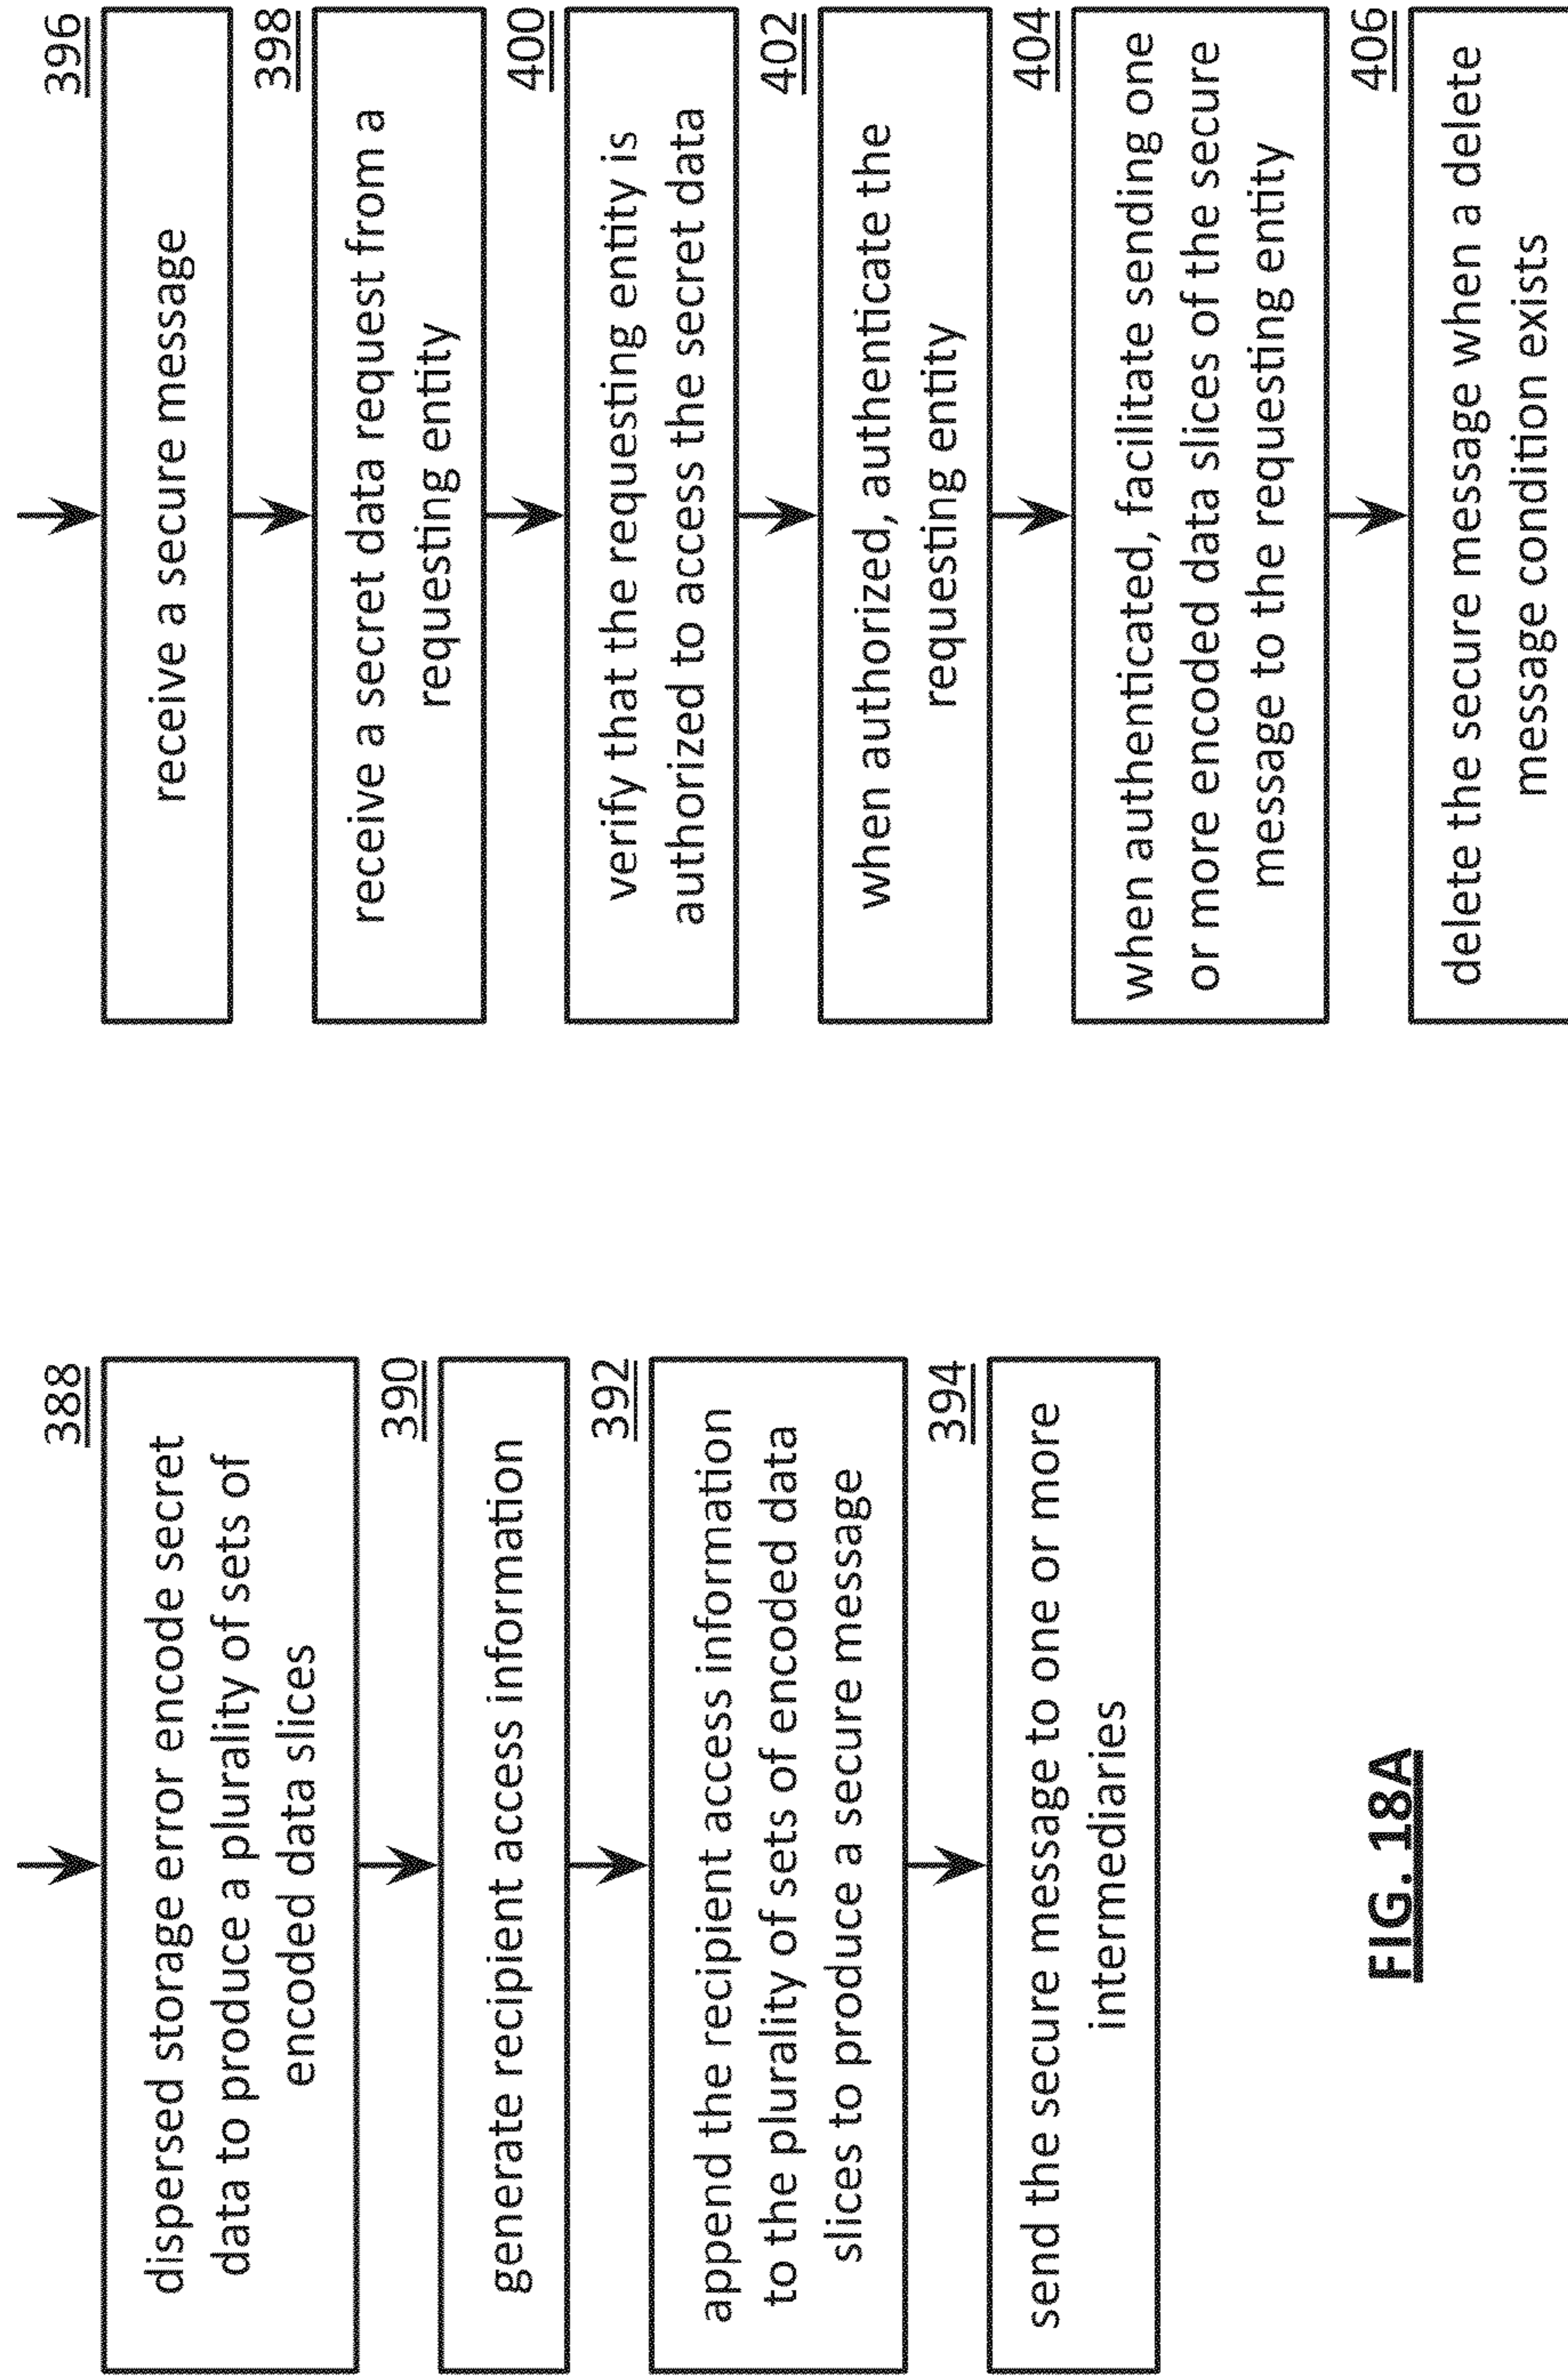 388
dispersed storage error encode secret
data to produce a plurality of sets of
encoded data slices
390
generate recipient access information
392
append the recipient access information
to the plurality of sets of encoded data
slices to produce a secure message
394
send the secure message to one or more
intermediaries
FIG. 18A
396
receive a secure message
398
receive a secret data request from a
requesting entity
400
verify that the requesting entity is
authorized to access the secret data
402
when authorized, authenticate the
requesting entity
404
when authenticated, facilitate sending one
or more encoded data slices of the secure
message to the requesting entity
406
delete the secure message when a delete
message condition exists